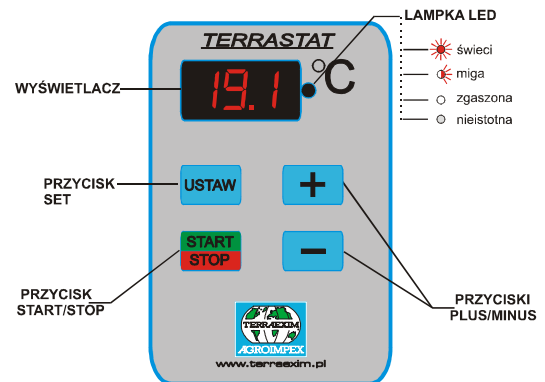 LAMPKA LED
TERRASTAT
świeci
miga
zgaszona
nieistotna
WYŚWIETLACZ
19.1
°C
PRZYCISK
SET
USTAW
+
START
STOP
−
PRZYCISK
START/STOP
PRZYCISKI
PLUS/MINUS
TERRAEXIM
AGROIMPEX
www.terraexim.pl